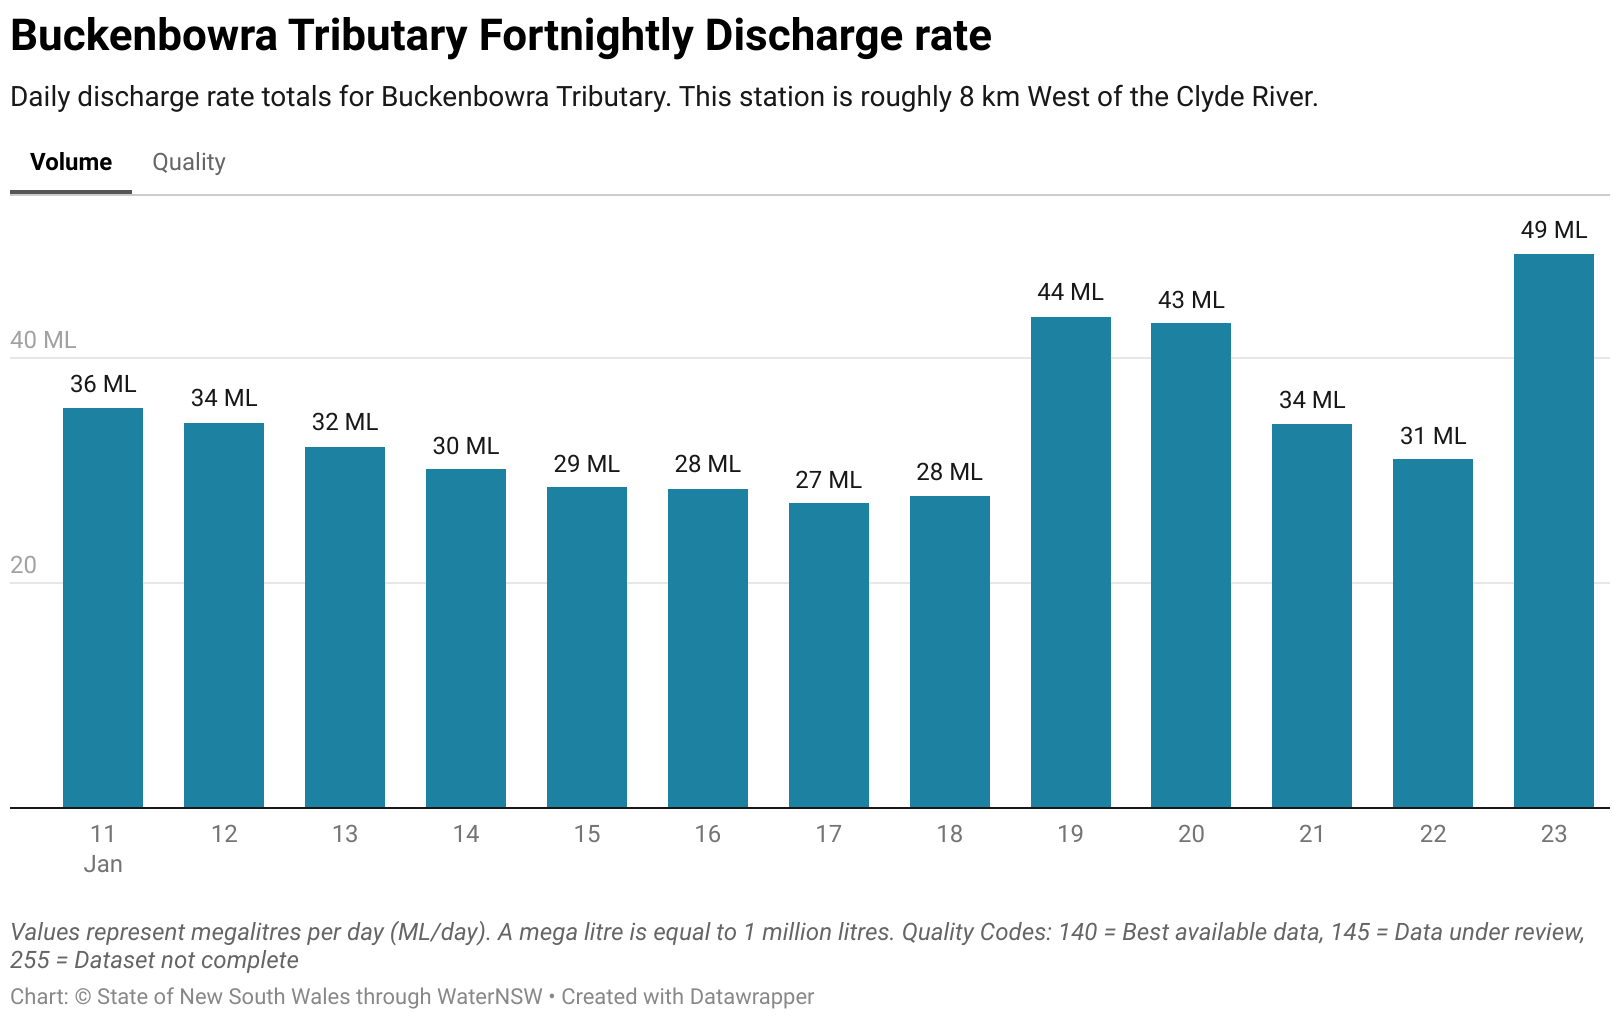 Buckenbowra Tributary Fortnightly Discharge rate
Daily discharge rate totals for Buckenbowra Tributary. This station is roughly 8 km West of the Clyde River.
Volume Quality
49 ML
44 ML
43 ML
40 ML
36 ML
34 ML
32 ML
30 ML
29 ML
28 ML
27 ML
28 ML
34 ML
31 ML
20
11 12 13 14 15 16 17 18 19 20 21 22 23
Jan
Values represent megalitres per day (ML/day). A mega litre is equal to 1 million litres. Quality Codes: 140 = Best available data, 145 = Data under review,
255 = Dataset not complete
Chart: © State of New South Wales through WaterNSW • Created with Datawrapper